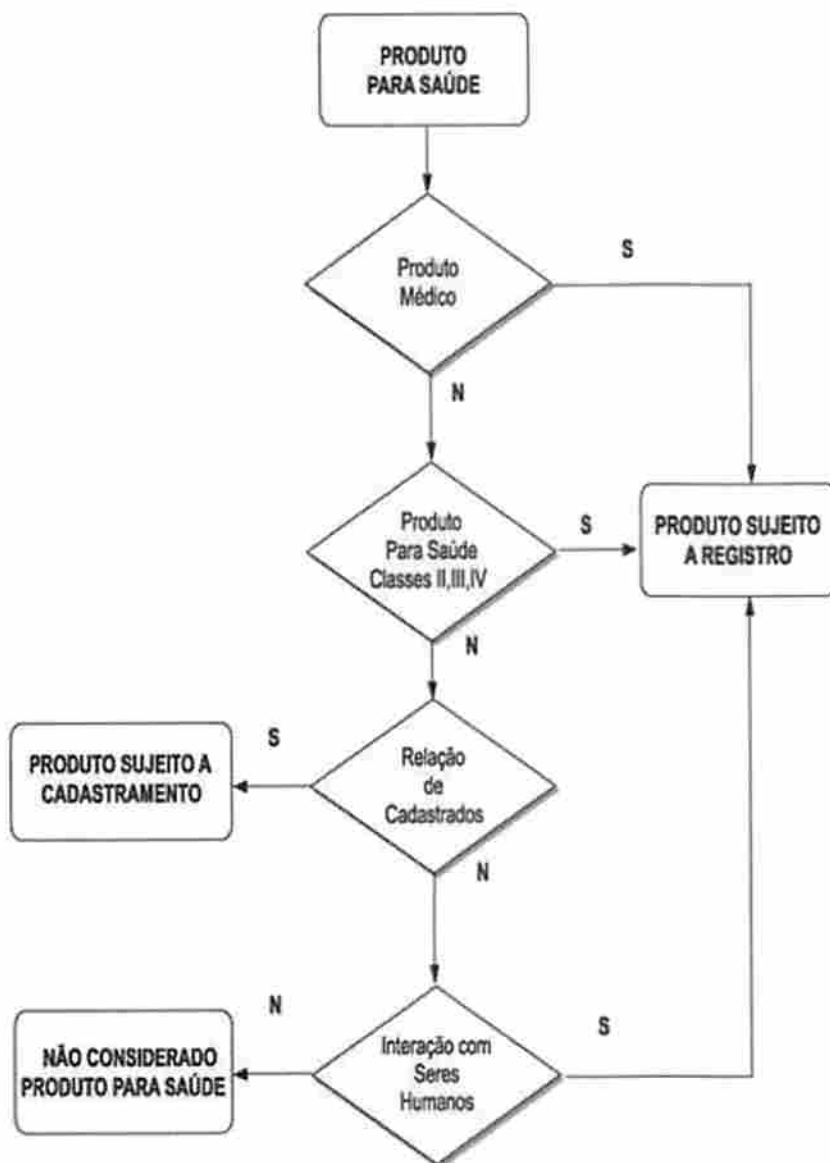 PRODUTO
PARA SAÚDE
Produto
Médico
S
N
Produto
Para Saúde
Classes II,III,IV
S
PRODUTO SUJEITO
A REGISTRO
N
Relação
de
Cadastrados
S
PRODUTO SUJEITO A
CADASTRAMENTO
N
Interação com
Seres
Humanos
N
NÃO CONSIDERADO
PRODUTO PARA SAÚDE
S